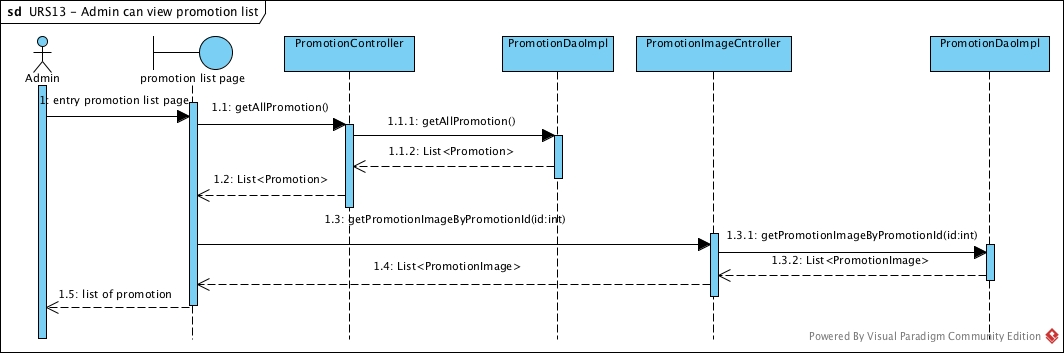 sd URS13 – Admin can view promotion list
PromotionController
PromotionDaoImpl
PromotionImageCntroller
PromotionDaoImpl
Admin
promotion list page
1: entry promotion list page
1.1: getAllPromotion()
1.1.1: getAllPromotion()
1.1.2: List<Promotion>
1.2: List<Promotion>
1.3: getPromotionImageByPromotionId(id:int)
1.3.1: getPromotionImageByPromotionId(id:int)
1.3.2: List<PromotionImage>
1.4: List<PromotionImage>
1.5: list of promotion
Powered By Visual Paradigm Community Edition